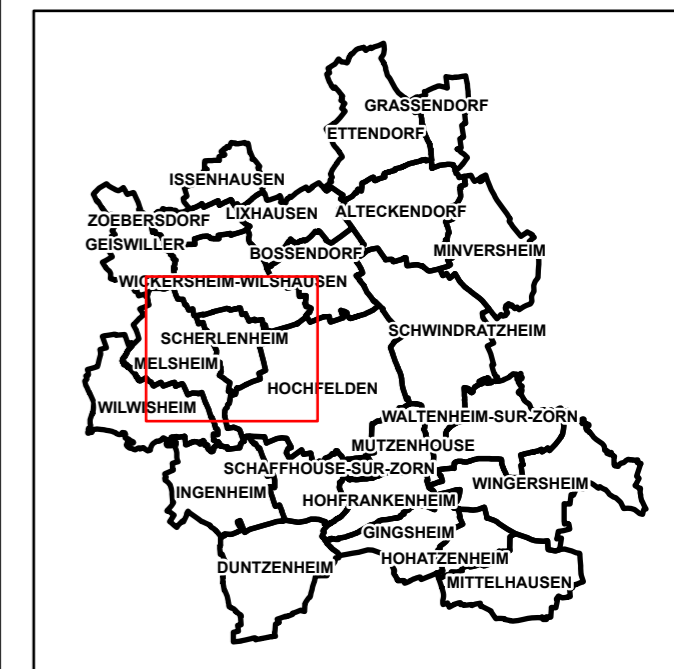 GRASSENDORF
ETTENDORF
ISSENHAUSEN
ZOEBERSDORF
LIXHAUSEN
ALTECKENDORF
GEISWILLER
BOSSENDORF
MINVERSHEIM
WICKERSHEIM-WILSHAUSEN
SCHERLENHEIM
SCHWINDRATZHEIM
MELSHEIM
HOCHFELDEN
WILWISHEIM
WALTENHEIM-SUR-ZORN
MUTZENHOUSE
SCHAFFHOUSE-SUR-ZORN
INGENHEIM
HOHFRANKENHEIM
WINGERSHEIM
GINGSHEIM
DUNTZENHEIM
HOHATZENHEIM
MITTELHAUSEN